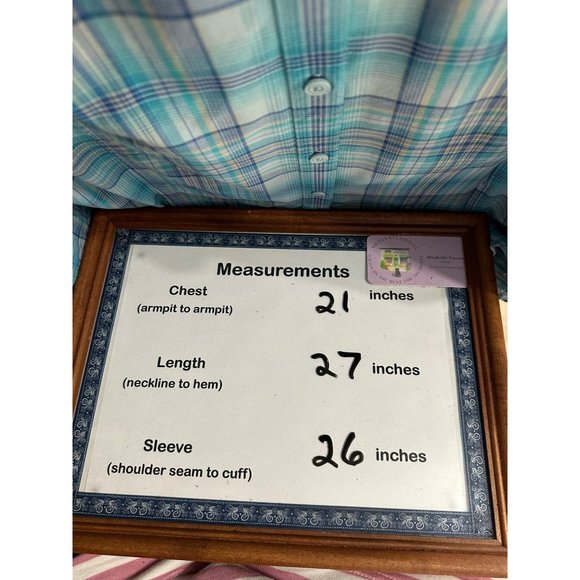 Measurements
Chest 21 inches
(armpit to armpit)
Length 27 inches
(neckline to hem)
Sleeve 26 inches
(shoulder seam to cuff)